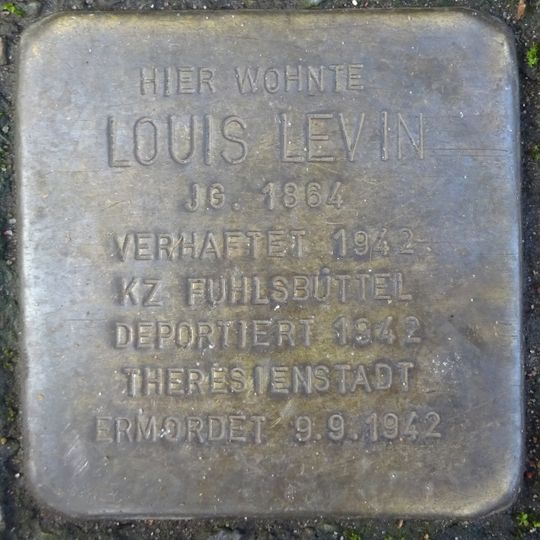 HIER WOHNTE
LOUIS LEVIN
JG. 1864
VERHAFTET 1942
KZ FUHLSBÜTTEL
DEPORTIERT 1942
THERESIENSTADT
ERMORDET 9.9.1942